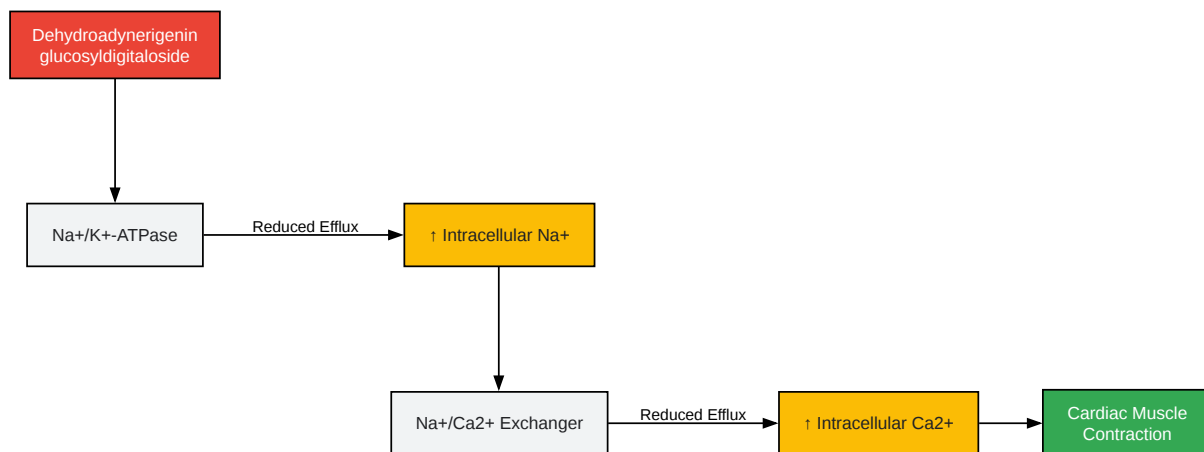 Dehydroadynerigenin
glucosyldigitaloside
Na+/K+-ATPase
Reduced Efflux
↑ Intracellular Na+
Na+/Ca2+ Exchanger
Reduced Efflux
↑ Intracellular Ca2+
Cardiac Muscle
Contraction